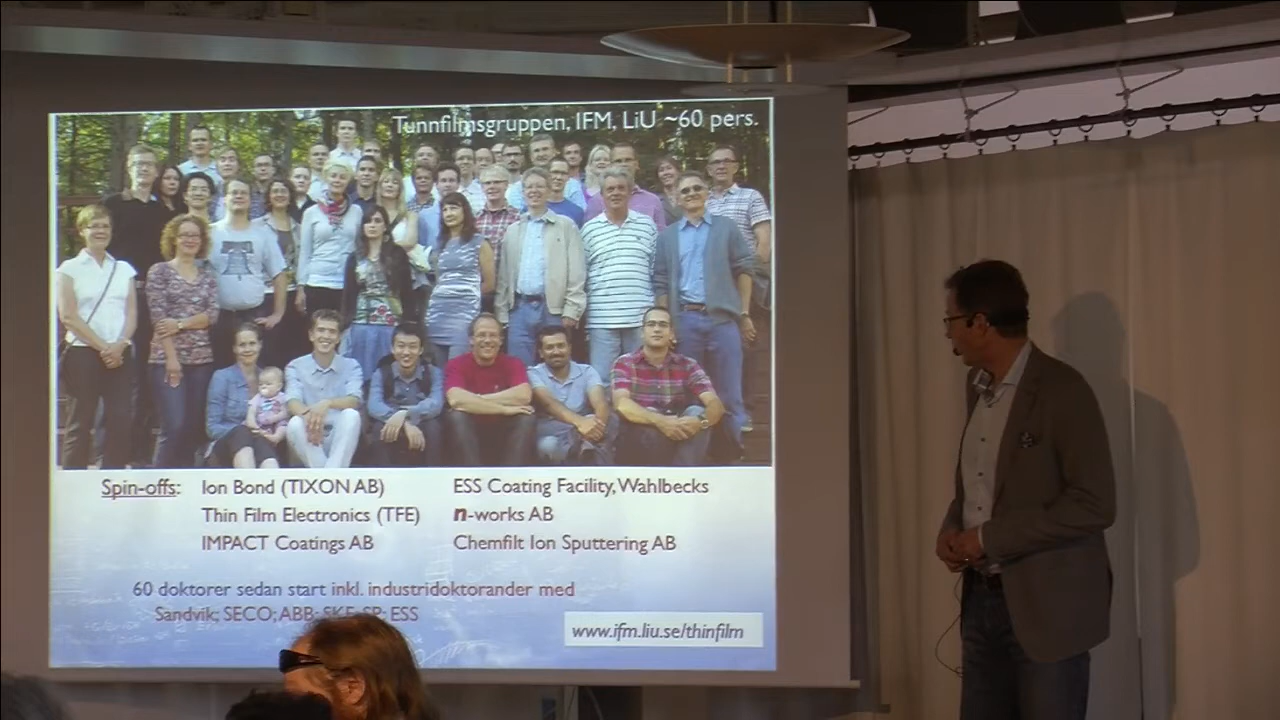 Tunnfilmsgruppen, IFM, LiU ~60 pers.
Spin-offs: Ion Bond (TIXON AB) ESS Coating Facility, Wahlbecks
Thin Film Electronics (TFE) n-works AB
IMPACT Coatings AB Chemfilt Ion Sputtering AB
60 doktorer sedan start inkl. industridoktorander med
Sandvik; SECO; ABB; SKF; SP; ESS
www.ifm.liu.se/thinfilm